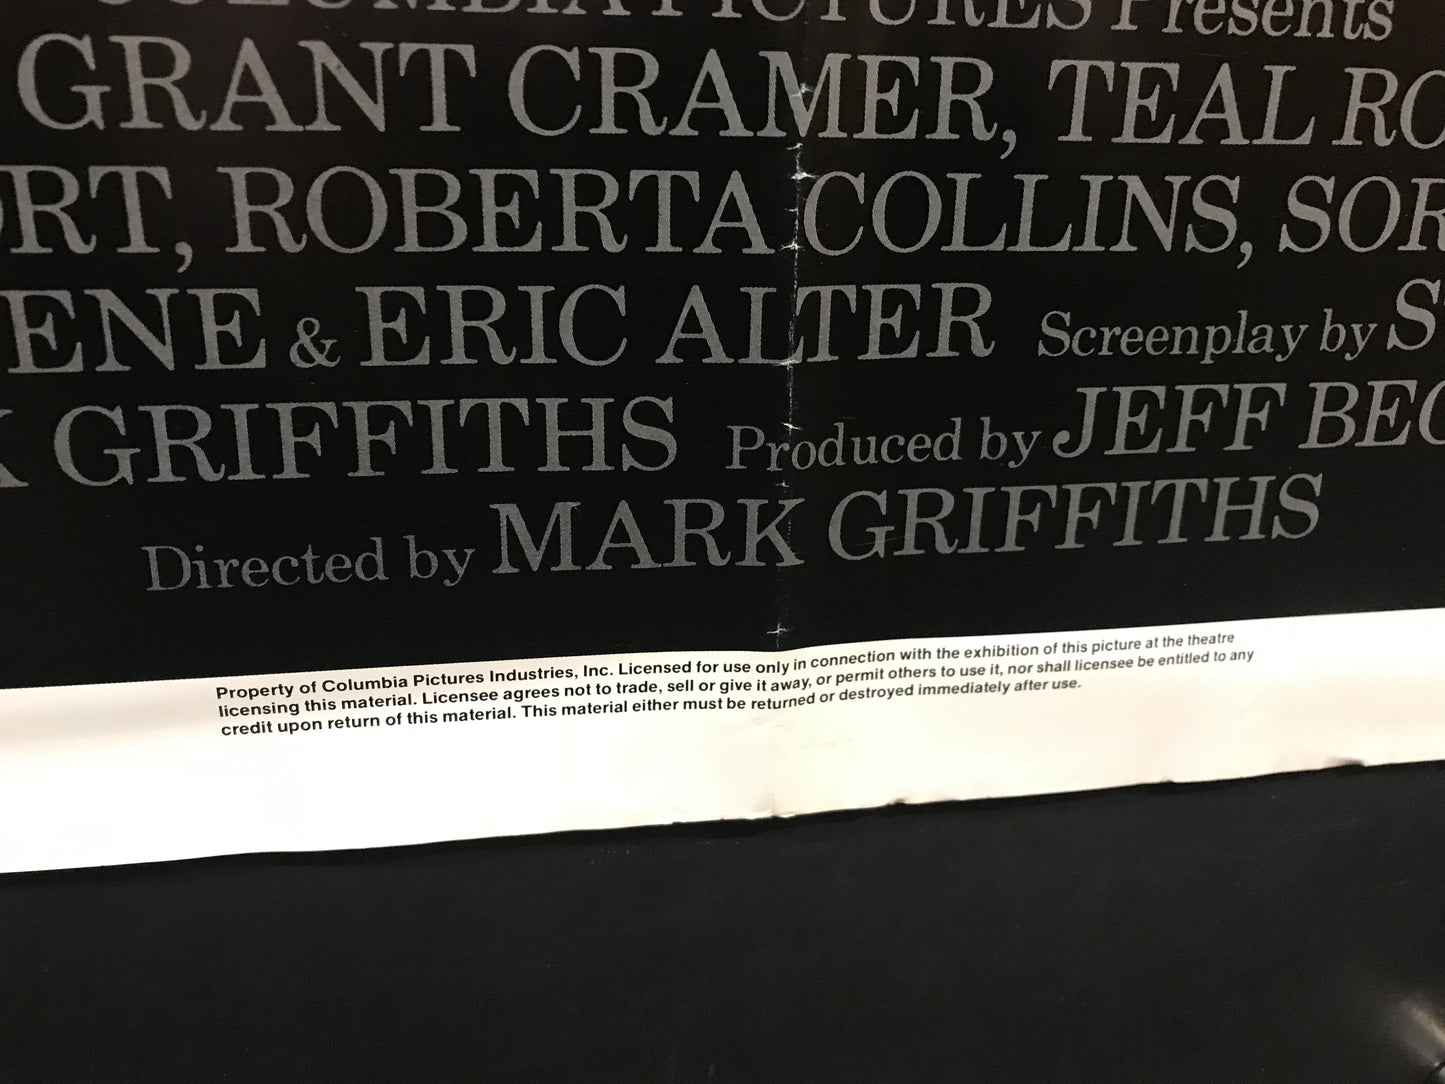 COLUMBIA PICTURES Presents
GRANT CRAMER, TEAL RO
ORT, ROBERTA COLLINS, SOR
ENE & ERIC ALTER Screenplay by S
K GRIFFITHS Produced by JEFF BEG
Directed by MARK GRIFFITHS
Property of Columbia Pictures Industries, Inc. Licensed for use only in connection with the exhibition of this picture at the theatre
licensing this material. Licensee agrees not to trade, sell or give it away, or permit others to use it, nor shall licensee be entitled to any
credit upon return of this material. This material either must be returned or destroyed immediately after use.